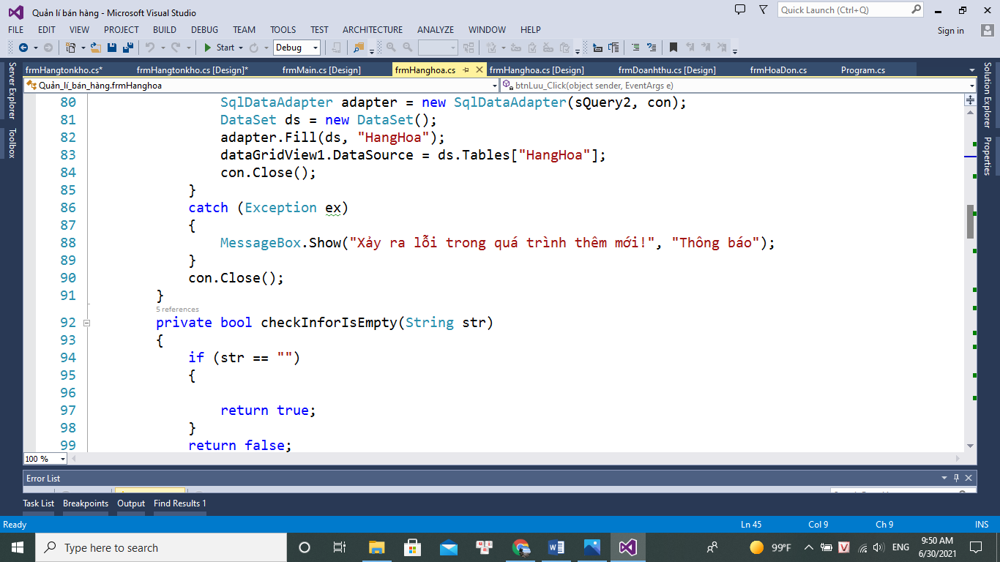 Quản lí bán hàng - Microsoft Visual Studio
Quick Launch (Ctrl+Q)
FILE EDIT VIEW PROJECT BUILD DEBUG TEAM TOOLS TEST ARCHITECTURE ANALYZE WINDOW HELP
Sign in
Start Debug
Server Explorer
Toolbox
Solution Explorer
Properties
frmHangtonkho.cs* frmHangtonkho.cs [Design]* frmMain.cs [Design] frmHanghoa.cs frmHanghoa.cs [Design] frmDoanhthu.cs [Design] frmHoaDon.cs Program.cs
Quản_lí_bán_hàng.frmHanghoa btnLuu_Click(object sender, EventArgs e)
80 SqlDataAdapter adapter = new SqlDataAdapter(sQuery2, con);
81 DataSet ds = new DataSet();
82 adapter.Fill(ds, "HangHoa");
83 dataGridView1.DataSource = ds.Tables["HangHoa"];
84 con.Close();
85 }
86 catch (Exception ex)
87 {
88 MessageBox.Show("Xảy ra lỗi trong quá trình thêm mới!", "Thông báo");
89 }
90 con.Close();
91 }
5 references
92 private bool checkInforIsEmpty(String str)
93 {
94 if (str == "")
95 {
96
97 return true;
98 }
99 return false;
100 %
Error List
Task List Breakpoints Output Find Results 1
Ready Ln 45 Col 9 Ch 9 INS
Type here to search
99°F
ENG
9:50 AM
6/30/2021